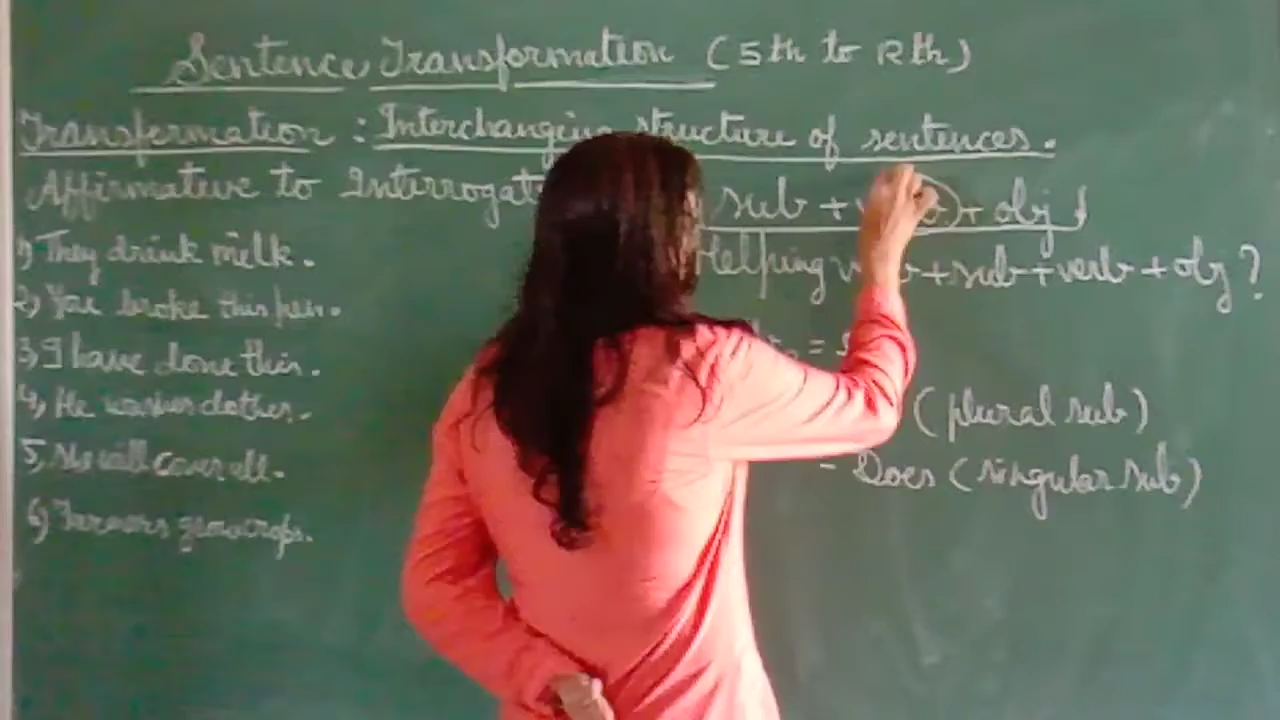 Sentence Transformation (5th to 12th)
Transformation : Interchanging structure of sentences.
Affirmative to Interrogat sub + v + obj
Helping v b + sub + verb + obj ?
1) They drink milk.
2) You broke this pen.
3) I have done this.
4) He washes clothes.
(plural sub)
5) She will cover all.
- Does (singular sub)
6) Farmers grow crops.